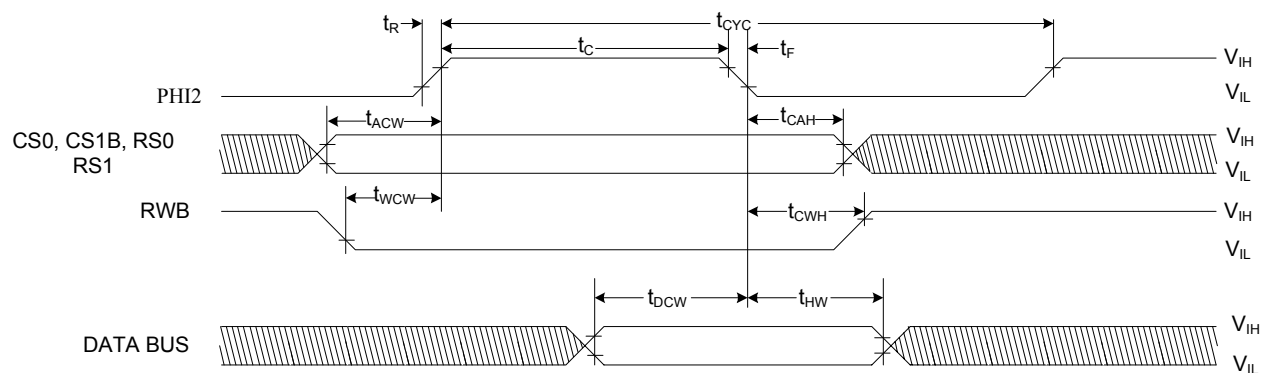 tR
tCYC
tC
tF
PHI2
VIH
VIL
tACW
tCAH
CS0, CS1B, RS0
RS1
VIH
VIL
tWCW
tCWH
RWB
VIH
VIL
tDCW
tHW
DATA BUS
VIH
VIL